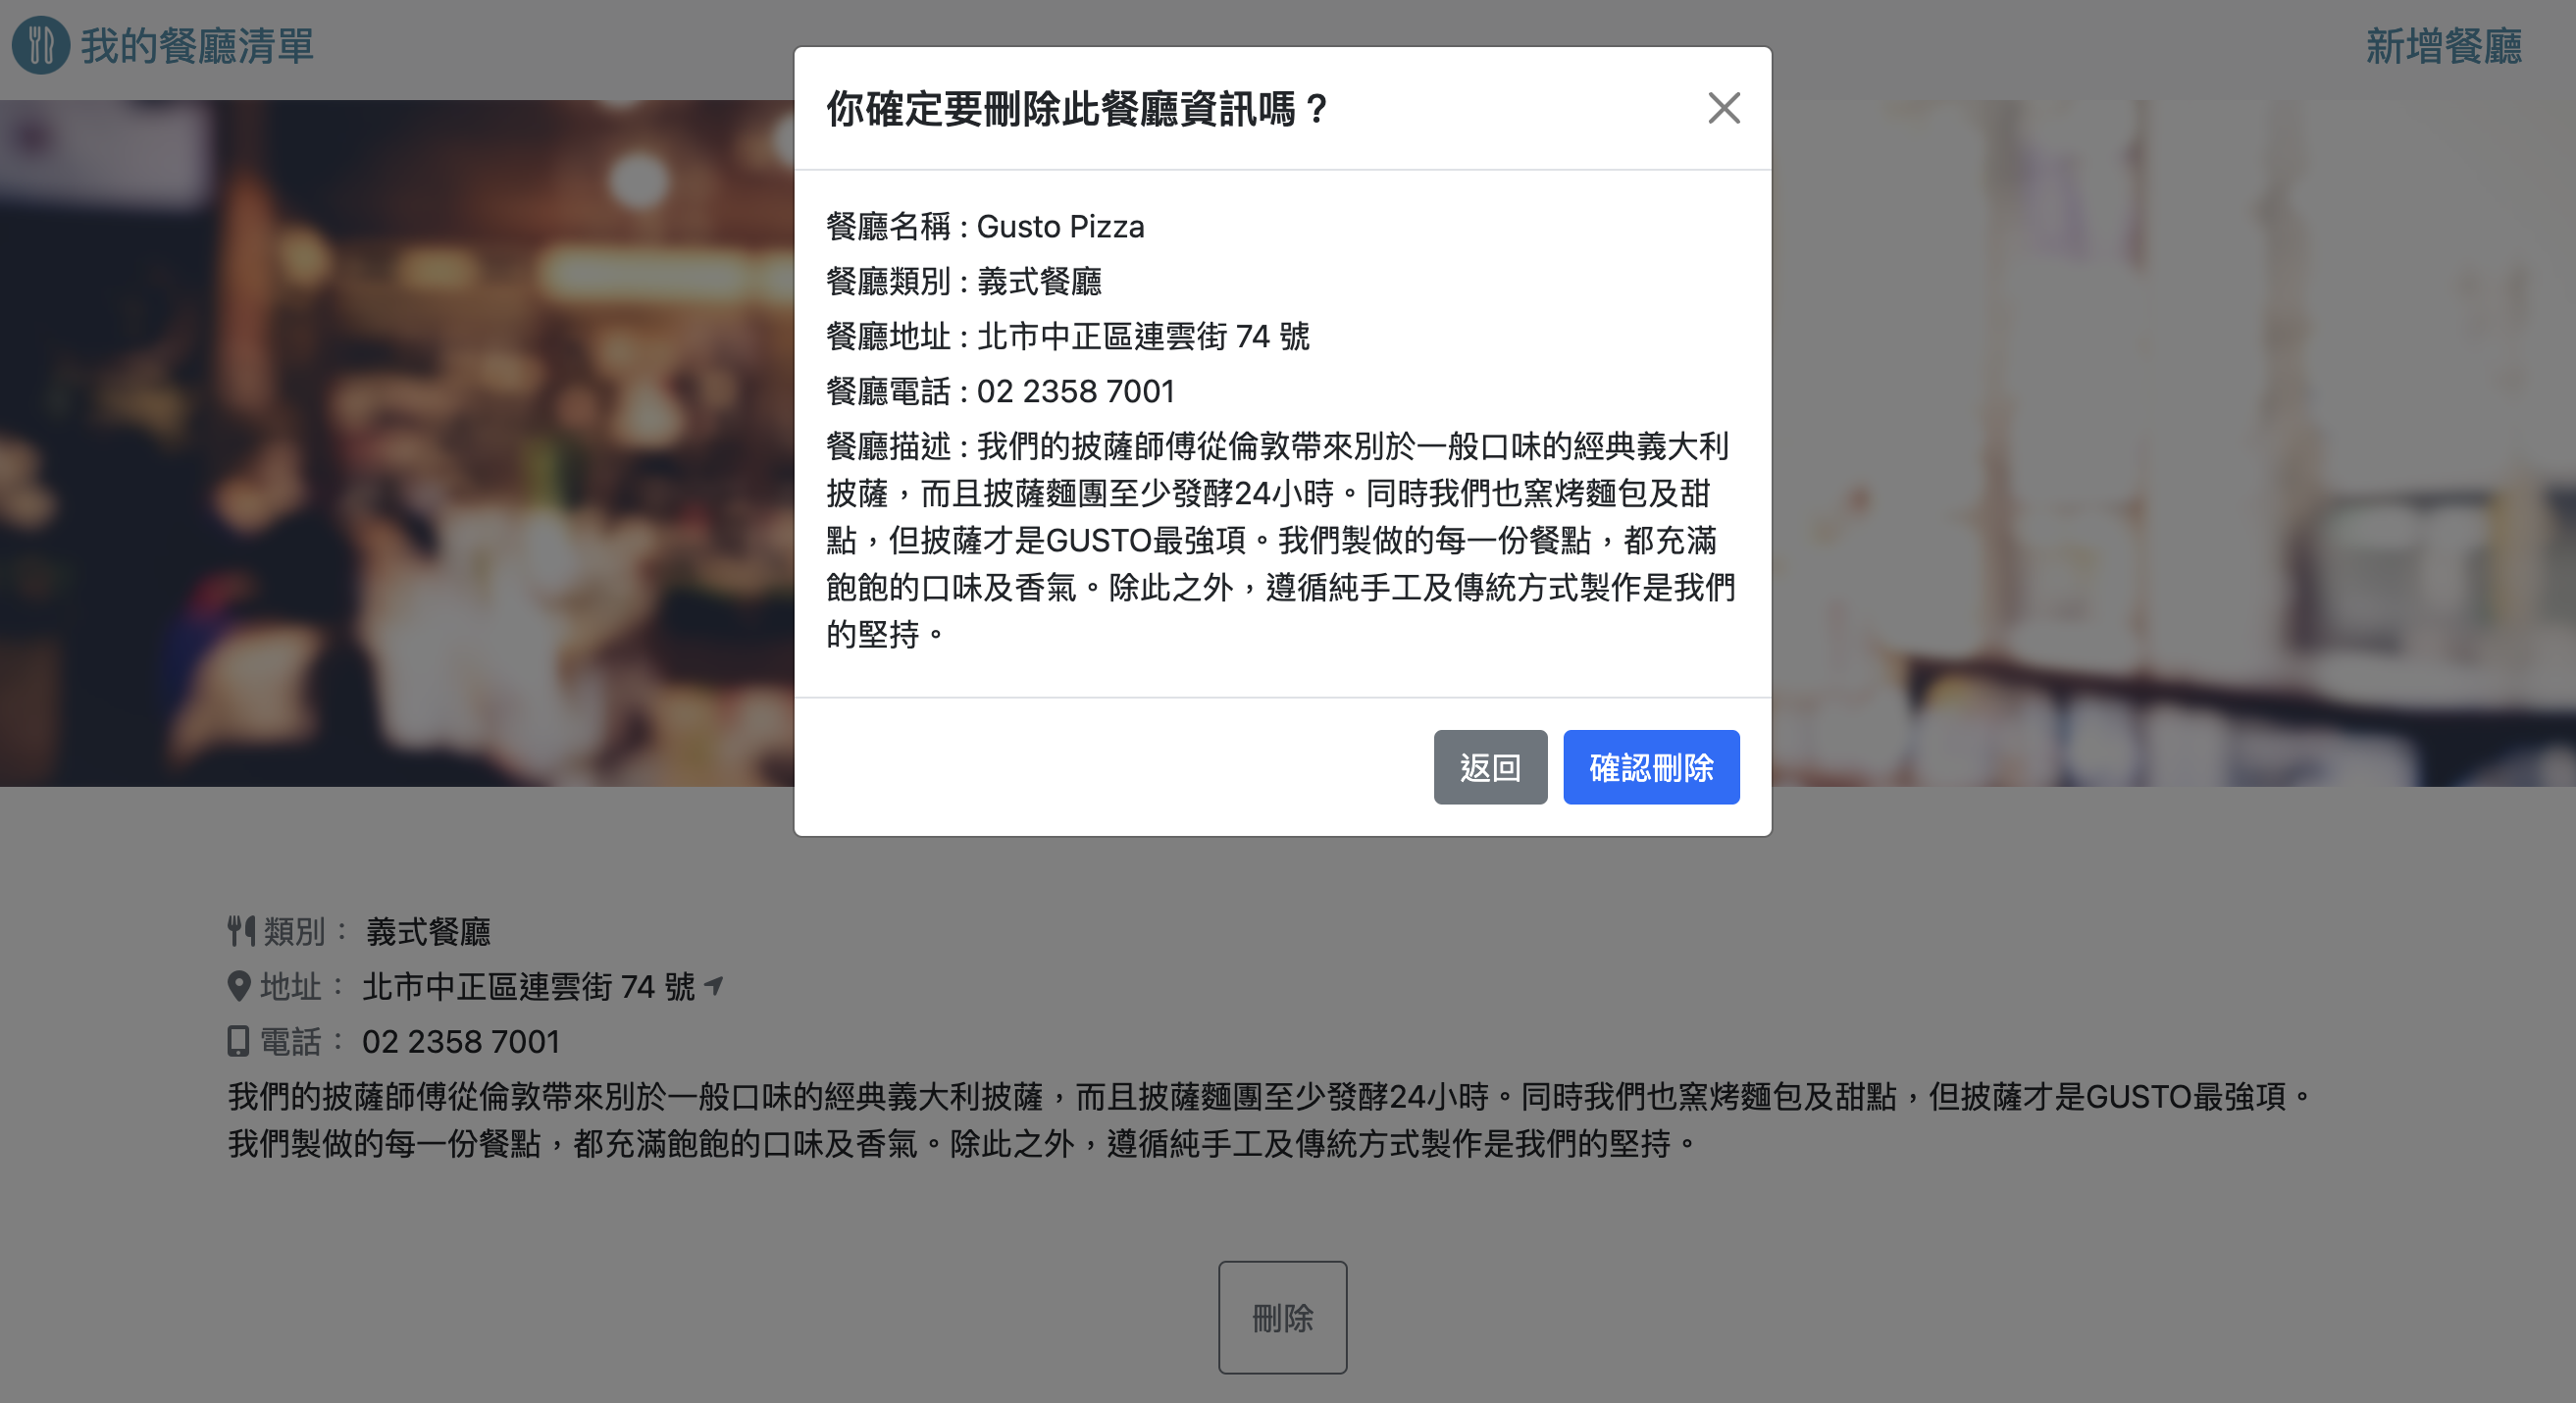 我的餐廳清單
新增餐廳
你確定要刪除此餐廳資訊嗎？
餐廳名稱 : Gusto Pizza
餐廳類別 : 義式餐廳
餐廳地址 : 北市中正區連雲街 74 號
餐廳電話 : 02 2358 7001
餐廳描述 : 我們的披薩師傅從倫敦帶來別於一般口味的經典義大利
披薩，而且披薩麵團至少發酵24小時。同時我們也窯烤麵包及甜
點，但披薩才是GUSTO最強項。我們製做的每一份餐點，都充滿
飽飽的口味及香氣。除此之外，遵循純手工及傳統方式製作是我們
的堅持。
返回
確認刪除
類別：義式餐廳
地址：北市中正區連雲街 74 號
電話：02 2358 7001
我們的披薩師傅從倫敦帶來別於一般口味的經典義大利披薩，而且披薩麵團至少發酵24小時。同時我們也窯烤麵包及甜點，但披薩才是GUSTO最強項。
我們製做的每一份餐點，都充滿飽飽的口味及香氣。除此之外，遵循純手工及傳統方式製作是我們的堅持。
刪除